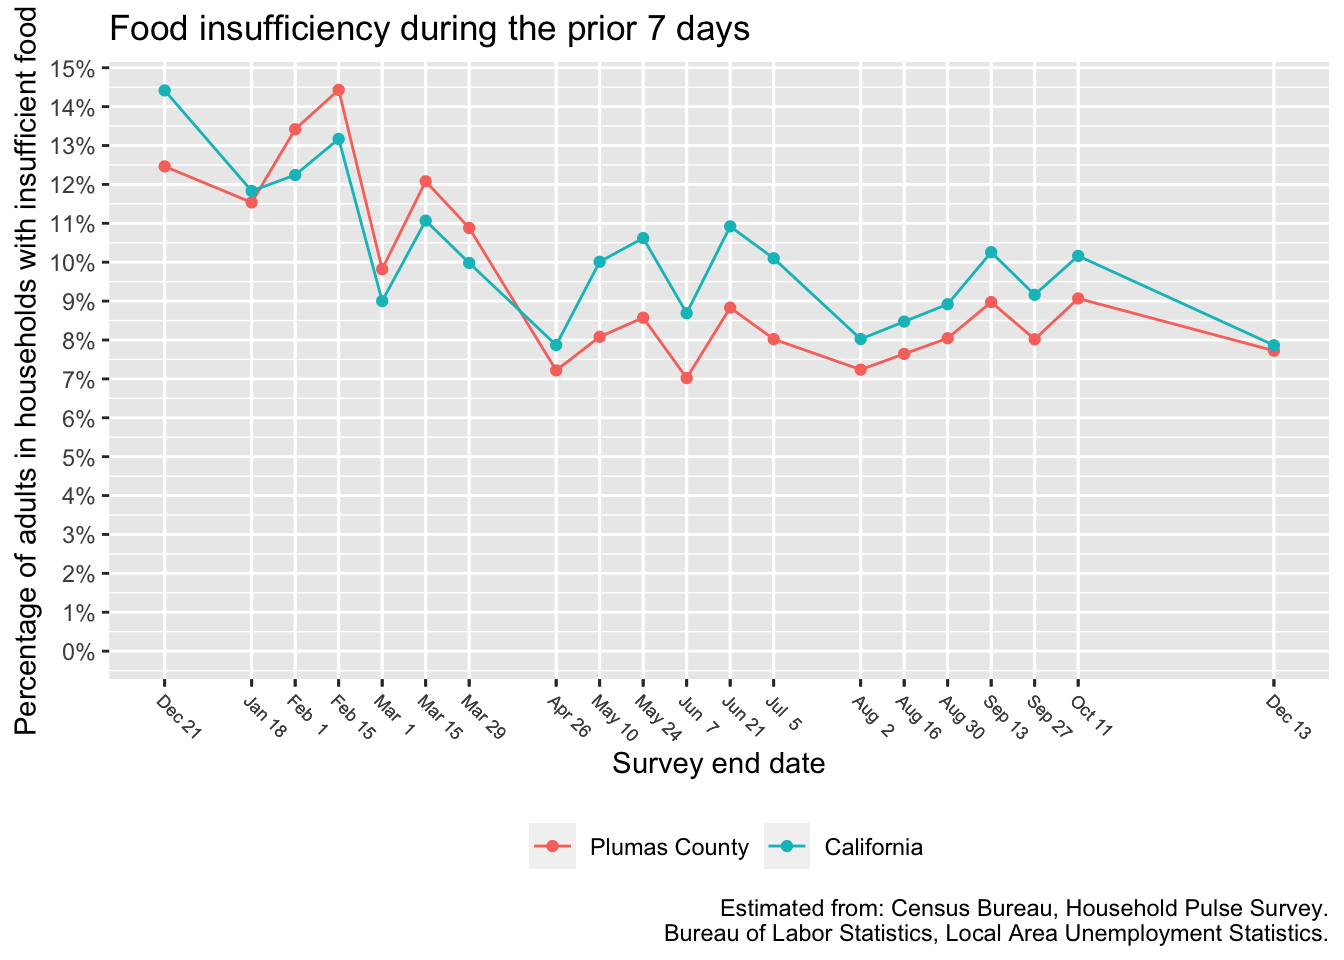 Food insufficiency during the prior 7 days
Percentage of adults in households with insufficient food
15%
14%
13%
12%
11%
10%
9%
8%
7%
6%
5%
4%
3%
2%
1%
0%
Dec 21
Jan 18
Feb 1
Feb 15
Mar 1
Mar 15
Mar 29
Apr 26
May 10
May 24
Jun 7
Jun 21
Jul 5
Aug 2
Aug 16
Aug 30
Sep 13
Sep 27
Oct 11
Dec 13
Survey end date
Plumas County
California
Estimated from: Census Bureau, Household Pulse Survey.
Bureau of Labor Statistics, Local Area Unemployment Statistics.